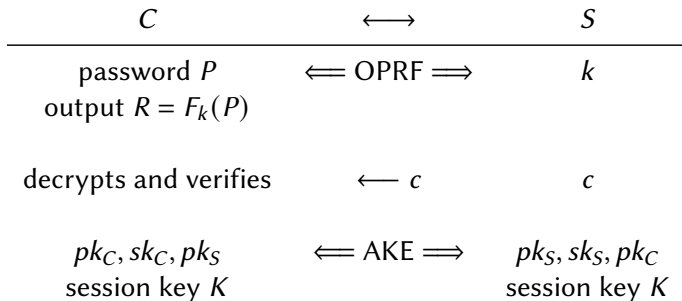 C ⟷ S
password P ⟸ OPRF ⟹ k
output R = F_k(P)
decrypts and verifies ⟵ c c
pk_C, sk_C, pk_S ⟸ AKE ⟹ pk_S, sk_S, pk_C
session key K session key K